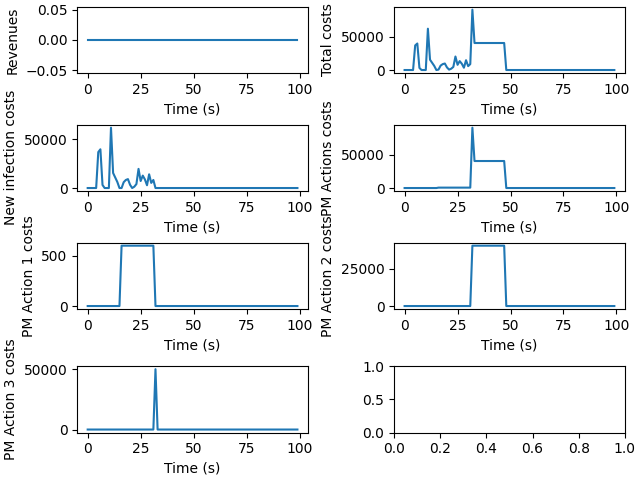 Revenues
0.05
0.00
−0.05
0 25 50 75 100
Time (s)
Total costs
50000
0
0 25 50 75 100
Time (s)
New infection costs
50000
0
0 25 50 75 100
Time (s)
PM Actions costs
50000
0
0 25 50 75 100
Time (s)
PM Action 1 costs
500
0
0 25 50 75 100
Time (s)
PM Action 2 costs
25000
0
0 25 50 75 100
Time (s)
PM Action 3 costs
50000
0
0 25 50 75 100
Time (s)
1.0
0.5
0.0
0.0 0.2 0.4 0.6 0.8 1.0